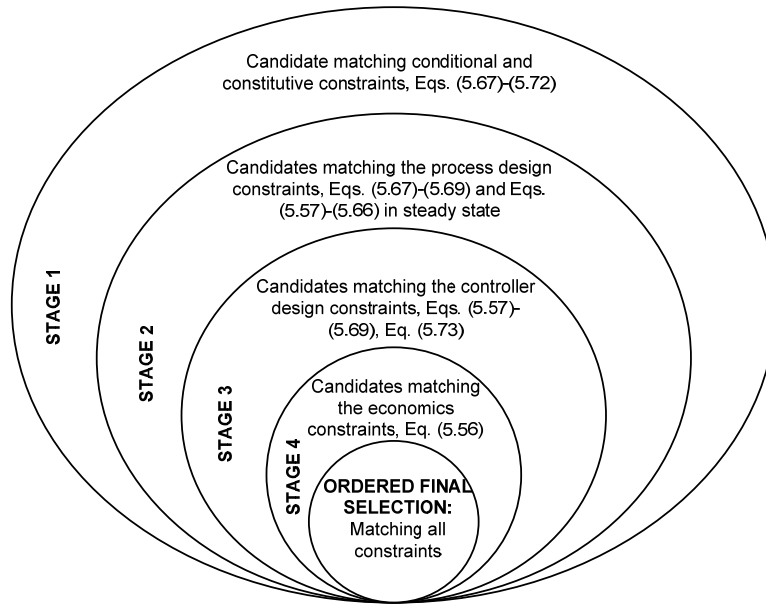 Candidate matching conditional and
constitutive constraints, Eqs. (5.67)-(5.72)
Candidates matching the process design
constraints, Eqs. (5.67)-(5.69) and Eqs.
(5.57)-(5.66) in steady state
Candidates matching the controller
design constraints, Eqs. (5.57)-
(5.69), Eq. (5.73)
Candidates matching
the economics
constraints, Eq. (5.56)
ORDERED FINAL
SELECTION:
Matching all
constraints
STAGE 1
STAGE 2
STAGE 3
STAGE 4